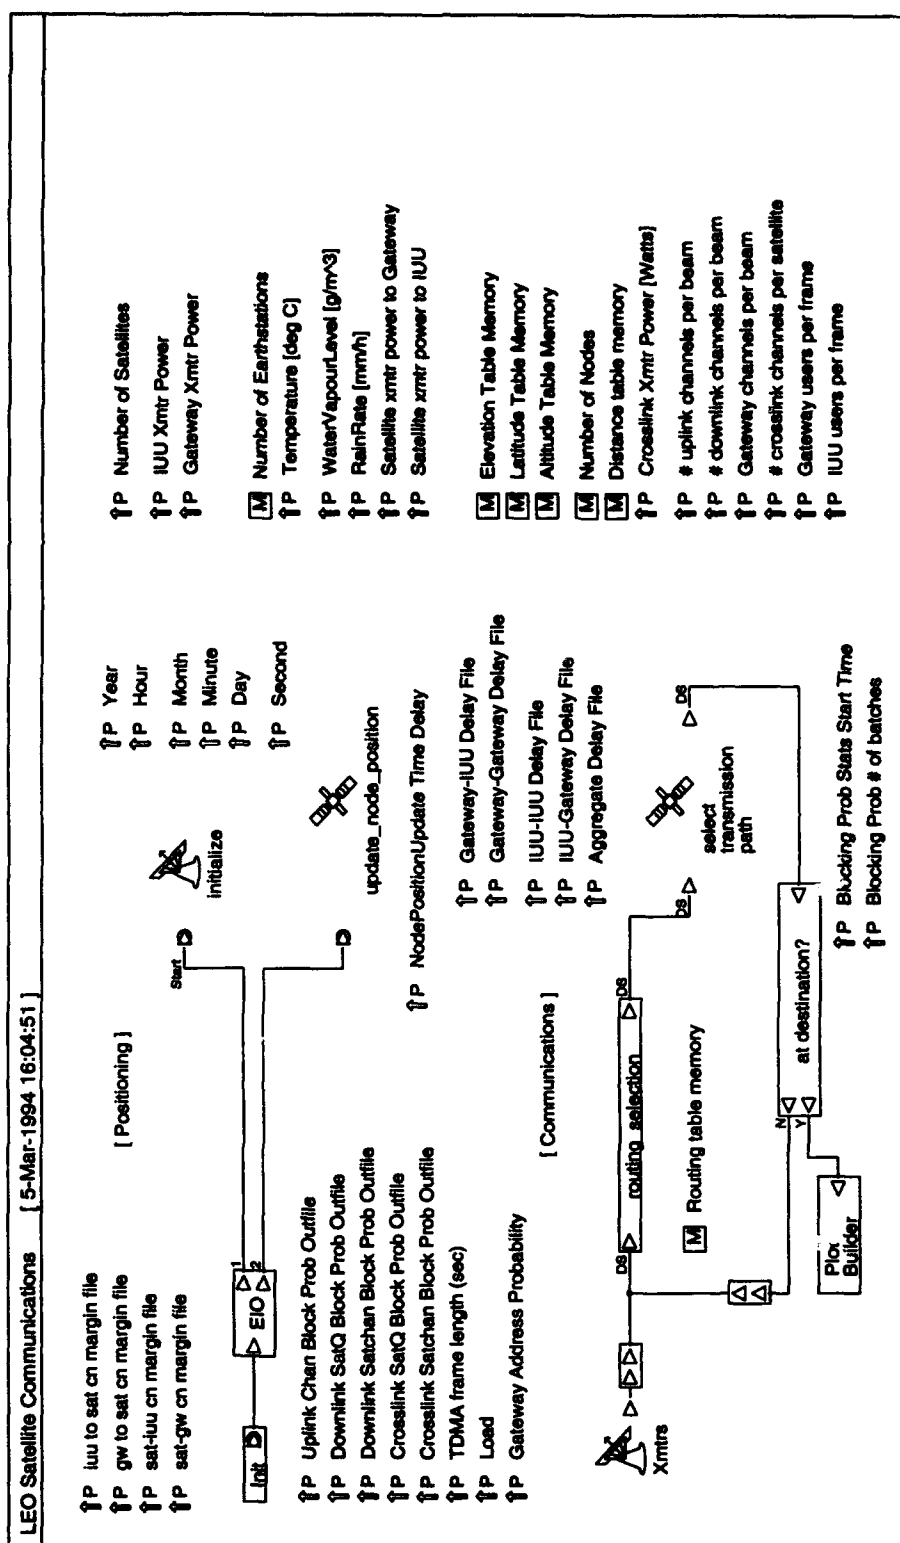 LEO Satellite Communications [ 5-Mar-1994 16:04:51 ]
⇑P iuu to sat cn margin file
⇑P gw to sat cn margin file
⇑P sat-iuu cn margin file
⇑P sat-gw cn margin file
[ Positioning ]
Init
EIO
1
2
Start
initialize
update_node_position
⇑P Year
⇑P Hour
⇑P Month
⇑P Minute
⇑P Day
⇑P Second
⇑P NodePositionUpdate Time Delay
⇑P Number of Satellites
⇑P IUU Xmtr Power
⇑P Gateway Xmtr Power
M Number of Earthstations
⇑P Temperature [deg C]
⇑P WaterVapourLevel [g/m^3]
⇑P RainRate [mm/h]
⇑P Satellite xmtr power to Gateway
⇑P Satellite xmtr power to IUU
⇑P Uplink Chan Block Prob Outfile
⇑P Downlink SatQ Block Prob Outfile
⇑P Downlink Satchan Block Prob Outfile
⇑P Crosslink SatQ Block Prob Outfile
⇑P Crosslink Satchan Block Prob Outfile
⇑P TDMA frame length (sec)
⇑P Load
⇑P Gateway Address Probability
⇑P Gateway-IUU Delay File
⇑P Gateway-Gateway Delay File
⇑P IUU-IUU Delay File
⇑P IUU-Gateway Delay File
⇑P Aggregate Delay File
M Elevation Table Memory
M Latitude Table Memory
M Altitude Table Memory
M Number of Nodes
M Distance table memory
⇑P Crosslink Xmtr Power [Watts]
⇑P # uplink channels per beam
⇑P # downlink channels per beam
⇑P Gateway channels per beam
⇑P # crosslink channels per satellite
⇑P Gateway users per frame
⇑P IUU users per frame
[ Communications ]
Xmtrs
DS
routing_selection
DS
DS
select
transmission
path
DS
M Routing table memory
N
Y
at destination?
Plot
Builder
⇑P Blocking Prob Stats Start Time
⇑P Blocking Prob # of batches